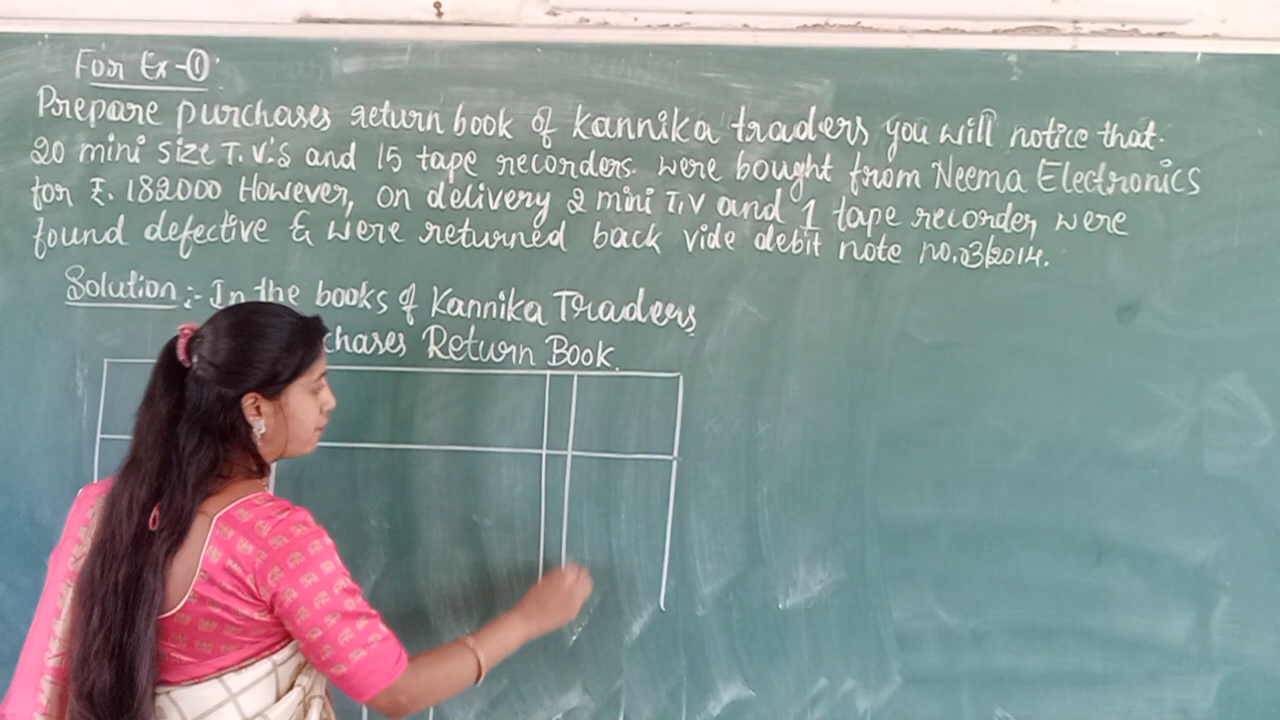 For Ex-①:
Prepare purchases return book of Kannika traders you will notice that.
20 mini size T.V.'s and 15 tape recorders were bought from Neema Electronics
for ₹. 182000 However, on delivery 2 mini T.V and 1 tape recorder were
found defective & were returned back vide debit note no.03/2014.
Solution :- In the books of Kannika Traders
chases Return Book.